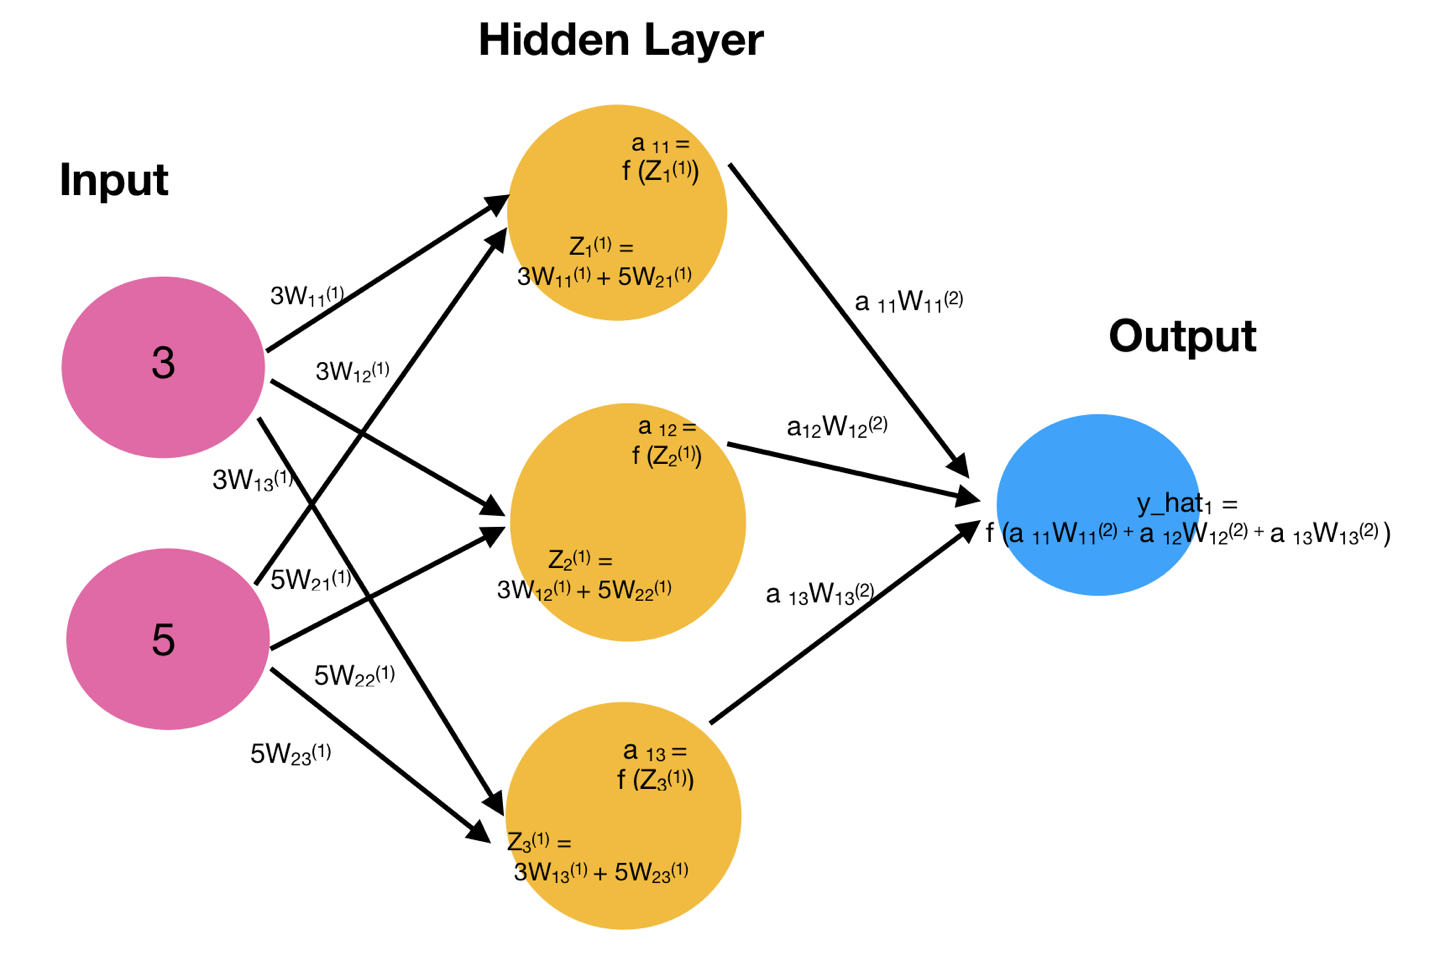 Hidden Layer
Input
Output
3
5
3W₁₁⁽¹⁾
3W₁₂⁽¹⁾
3W₁₃⁽¹⁾
5W₂₁⁽¹⁾
5W₂₂⁽¹⁾
5W₂₃⁽¹⁾
a ₁₁ =
f (Z₁⁽¹⁾)
Z₁⁽¹⁾ =
3W₁₁⁽¹⁾ + 5W₂₁⁽¹⁾
a ₁₂ =
f (Z₂⁽¹⁾)
Z₂⁽¹⁾ =
3W₁₂⁽¹⁾ + 5W₂₂⁽¹⁾
a ₁₃ =
f (Z₃⁽¹⁾)
Z₃⁽¹⁾ =
3W₁₃⁽¹⁾ + 5W₂₃⁽¹⁾
a ₁₁W₁₁⁽²⁾
a₁₂W₁₂⁽²⁾
a ₁₃W₁₃⁽²⁾
y_hat₁ =
f (a ₁₁W₁₁⁽²⁾ + a ₁₂W₁₂⁽²⁾ + a ₁₃W₁₃⁽²⁾ )